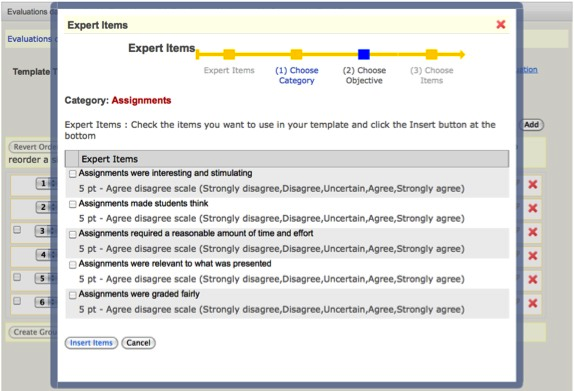 Evaluations
Expert Items
Evaluations
Expert Items
Template
Expert Items
(1) Choose Category
(2) Choose Objective
(3) Choose Items
Category: Assignments
Expert Items : Check the items you want to use in your template and click the Insert button at the
bottom
Add
Revert Orde
reorder a
Expert Items
Assignments were interesting and stimulating
5 pt - Agree disagree scale (Strongly disagree,Disagree,Uncertain,Agree,Strongly agree)
1
Assignments made students think
5 pt - Agree disagree scale (Strongly disagree,Disagree,Uncertain,Agree,Strongly agree)
2
Assignments required a reasonable amount of time and effort
5 pt - Agree disagree scale (Strongly disagree,Disagree,Uncertain,Agree,Strongly agree)
3
Assignments were relevant to what was presented
5 pt - Agree disagree scale (Strongly disagree,Disagree,Uncertain,Agree,Strongly agree)
4
5
Assignments were graded fairly
5 pt - Agree disagree scale (Strongly disagree,Disagree,Uncertain,Agree,Strongly agree)
6
Create Grou
Insert Items
Cancel